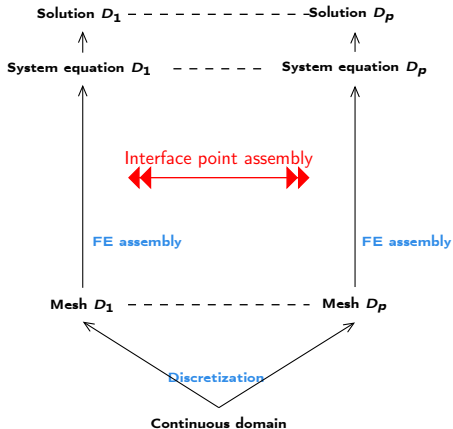 Solution D1
Solution Dp
System equation D1
System equation Dp
Interface point assembly
FE assembly
FE assembly
Mesh D1
Mesh Dp
Discretization
Continuous domain